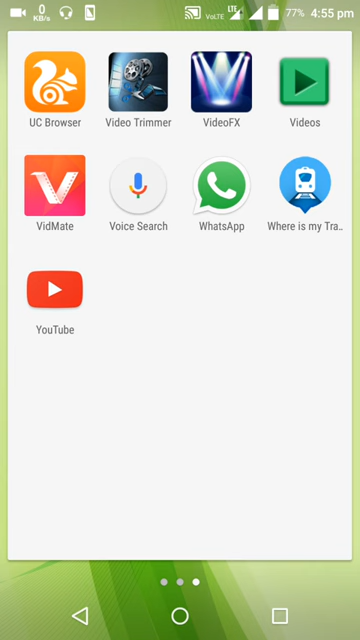 0
KB/s
VoLTE
LTE
77%
4:55 pm
UC Browser
Video Trimmer
VideoFX
Videos
VidMate
Voice Search
WhatsApp
Where is my Tra..
YouTube